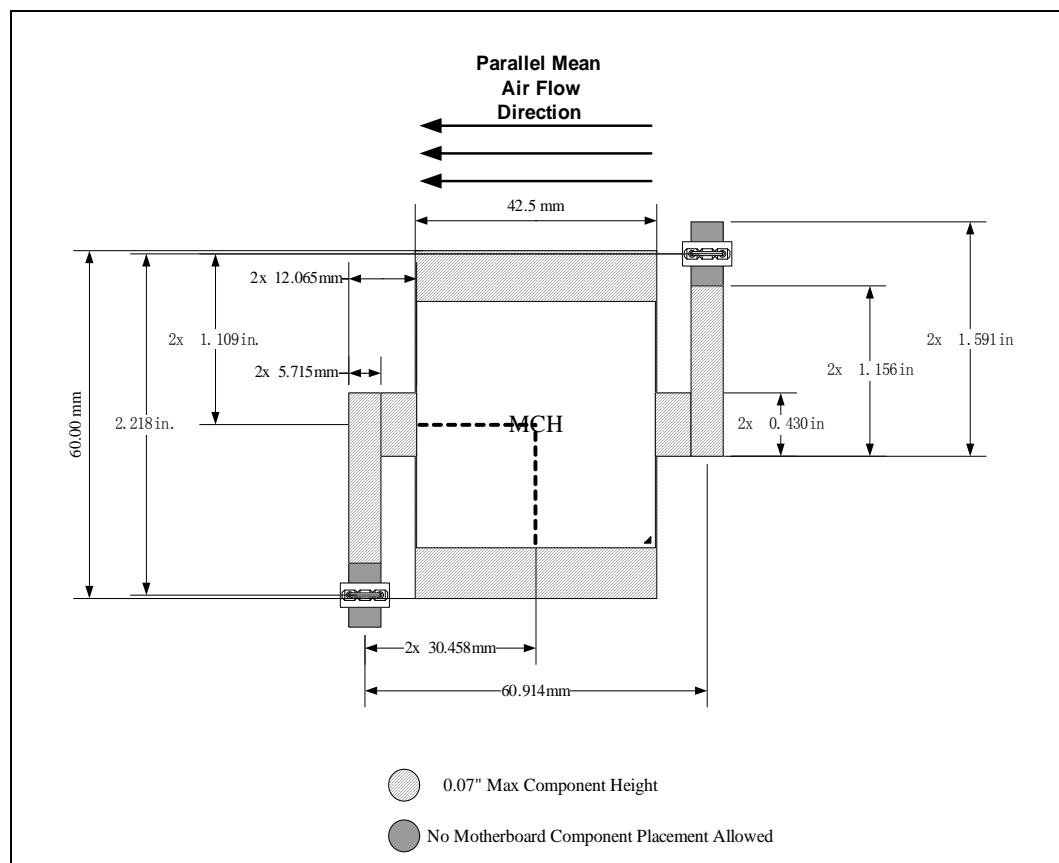 Parallel Mean
Air Flow
Direction
42.5 mm
2x 12.065mm
2x 1.109in.
2x 1.591in
2x 5.715mm
2x 1.156in
60.00 mm
2.218in.
MCH
2x 0.430in
2x 30.458mm
60.914mm
0.07" Max Component Height
No Motherboard Component Placement Allowed